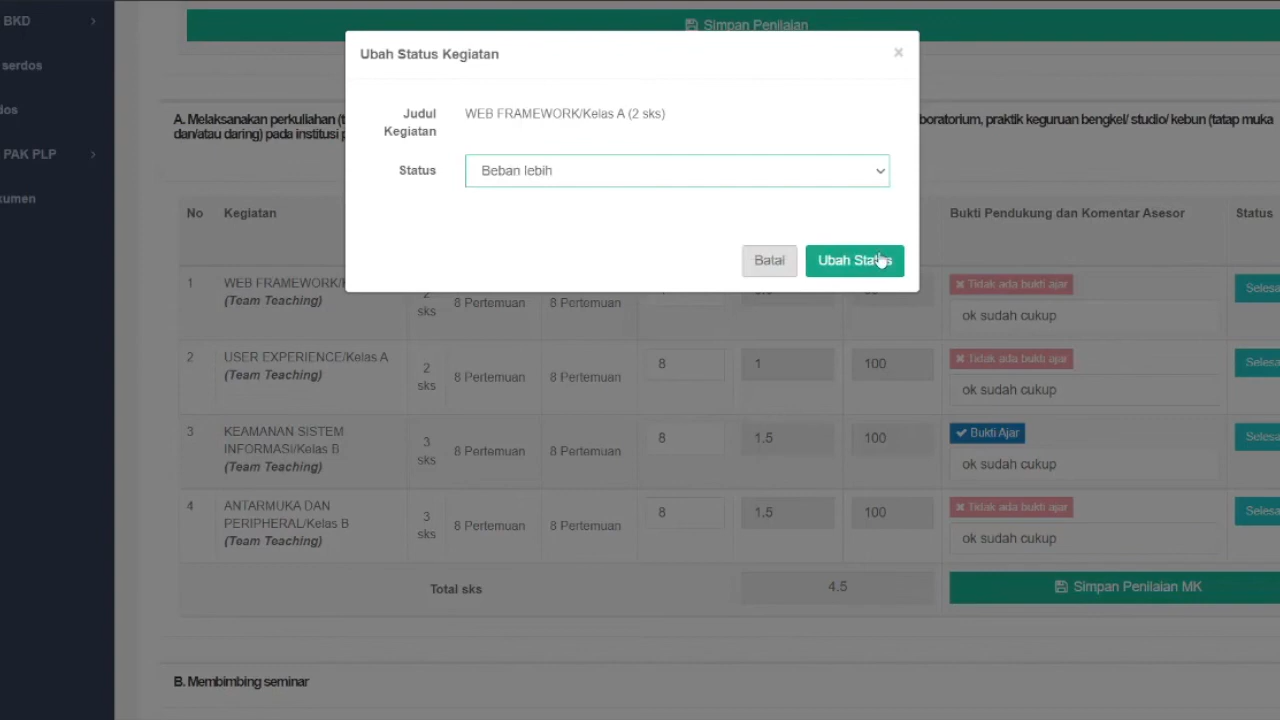 BKD
Simpan Penilaian
serdos
dos
PAK PLP
kumen
Ubah Status Kegiatan
×
Judul
Kegiatan
WEB FRAMEWORK/Kelas A (2 sks)
Status
Beban lebih
Batal
Ubah Status
A. Melaksanakan perkuliahan (t
boratorium, praktik keguruan bengkel/ studio/ kebun (tatap muka
dan/atau daring) pada institusi p
No
Kegiatan
Bukti Pendukung dan Komentar Asesor
Status
1
WEB FRAMEWORK/K
(Team Teaching)
2
sks
8 Pertemuan
8 Pertemuan
Tidak ada bukti ajar
ok sudah cukup
Selesa
2
USER EXPERIENCE/Kelas A
(Team Teaching)
2
sks
8 Pertemuan
8 Pertemuan
8
1
100
Tidak ada bukti ajar
ok sudah cukup
Selesa
3
KEAMANAN SISTEM
INFORMASI/Kelas B
(Team Teaching)
3
sks
8 Pertemuan
8 Pertemuan
8
1.5
100
Bukti Ajar
ok sudah cukup
Selesa
4
ANTARMUKA DAN
PERIPHERAL/Kelas B
(Team Teaching)
3
sks
8 Pertemuan
8 Pertemuan
8
1.5
100
Tidak ada bukti ajar
ok sudah cukup
Selesa
Total sks
4.5
Simpan Penilaian MK
B. Membimbing seminar